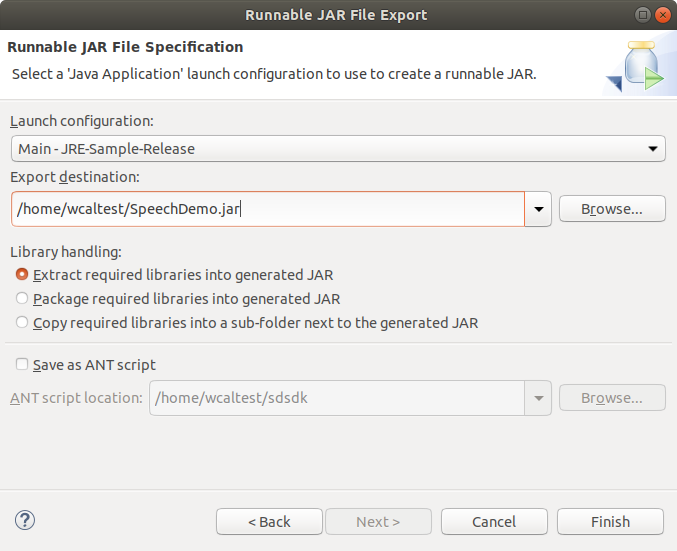 Runnable JAR File Export
Runnable JAR File Specification
Select a 'Java Application' launch configuration to use to create a runnable JAR.
Launch configuration:
Main - JRE-Sample-Release
Export destination:
/home/wcaltest/SpeechDemo.jar
Browse...
Library handling:
Extract required libraries into generated JAR
Package required libraries into generated JAR
Copy required libraries into a sub-folder next to the generated JAR
Save as ANT script
ANT script location: /home/wcaltest/sdsdk Browse...
? < Back Next > Cancel Finish